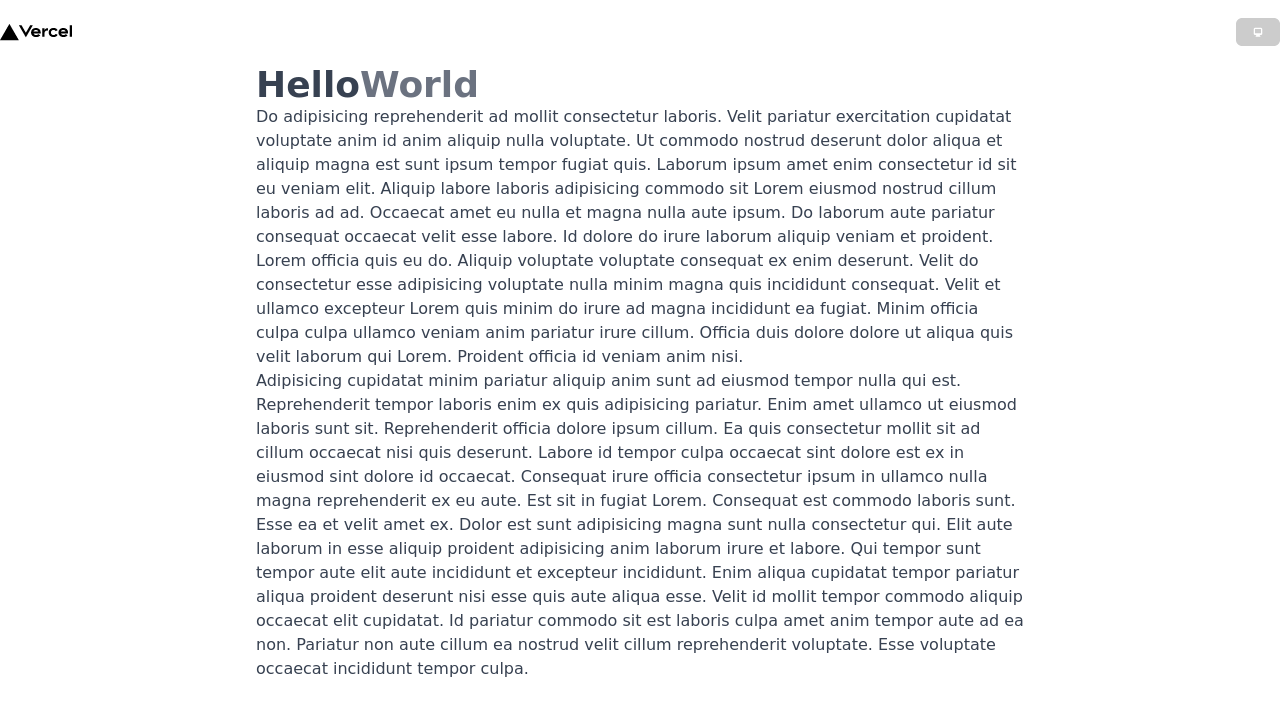 Vercel
HelloWorld
Do adipisicing reprehenderit ad mollit consectetur laboris. Velit pariatur exercitation cupidatat
voluptate anim id anim aliquip nulla voluptate. Ut commodo nostrud deserunt dolor aliqua et
aliquip magna est sunt ipsum tempor fugiat quis. Laborum ipsum amet enim consectetur id sit
eu veniam elit. Aliquip labore laboris adipisicing commodo sit Lorem eiusmod nostrud cillum
laboris ad ad. Occaecat amet eu nulla et magna nulla aute ipsum. Do laborum aute pariatur
consequat occaecat velit esse labore. Id dolore do irure laborum aliquip veniam et proident.
Lorem officia quis eu do. Aliquip voluptate voluptate consequat ex enim deserunt. Velit do
consectetur esse adipisicing voluptate nulla minim magna quis incididunt consequat. Velit et
ullamco excepteur Lorem quis minim do irure ad magna incididunt ea fugiat. Minim officia
culpa culpa ullamco veniam anim pariatur irure cillum. Officia duis dolore dolore ut aliqua quis
velit laborum qui Lorem. Proident officia id veniam anim nisi.
Adipisicing cupidatat minim pariatur aliquip anim sunt ad eiusmod tempor nulla qui est.
Reprehenderit tempor laboris enim ex quis adipisicing pariatur. Enim amet ullamco ut eiusmod
laboris sunt sit. Reprehenderit officia dolore ipsum cillum. Ea quis consectetur mollit sit ad
cillum occaecat nisi quis deserunt. Labore id tempor culpa occaecat sint dolore est ex in
eiusmod sint dolore id occaecat. Consequat irure officia consectetur ipsum in ullamco nulla
magna reprehenderit ex eu aute. Est sit in fugiat Lorem. Consequat est commodo laboris sunt.
Esse ea et velit amet ex. Dolor est sunt adipisicing magna sunt nulla consectetur qui. Elit aute
laborum in esse aliquip proident adipisicing anim laborum irure et labore. Qui tempor sunt
tempor aute elit aute incididunt et excepteur incididunt. Enim aliqua cupidatat tempor pariatur
aliqua proident deserunt nisi esse quis aute aliqua esse. Velit id mollit tempor commodo aliquip
occaecat elit cupidatat. Id pariatur commodo sit est laboris culpa amet anim tempor aute ad ea
non. Pariatur non aute cillum ea nostrud velit cillum reprehenderit voluptate. Esse voluptate
occaecat incididunt tempor culpa.